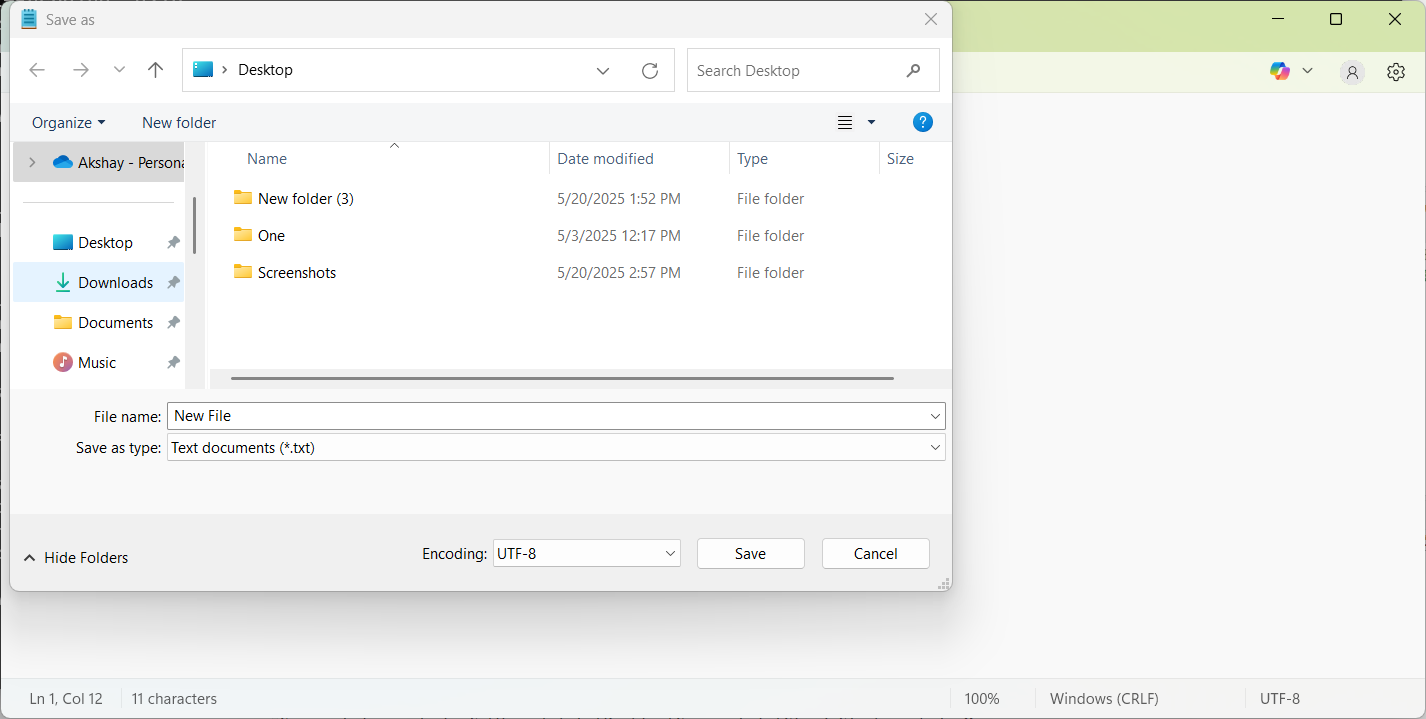 Save as
Desktop
Search Desktop
Organize
New folder
?
Akshay - Persona
Name
Date modified
Type
Size
New folder (3) 5/20/2025 1:52 PM File folder
One 5/3/2025 12:17 PM File folder
Screenshots 5/20/2025 2:57 PM File folder
Desktop
Downloads
Documents
Music
File name: New File
Save as type: Text documents (*.txt)
Hide Folders
Encoding: UTF-8
Save
Cancel
Ln 1, Col 12
11 characters
100%
Windows (CRLF)
UTF-8